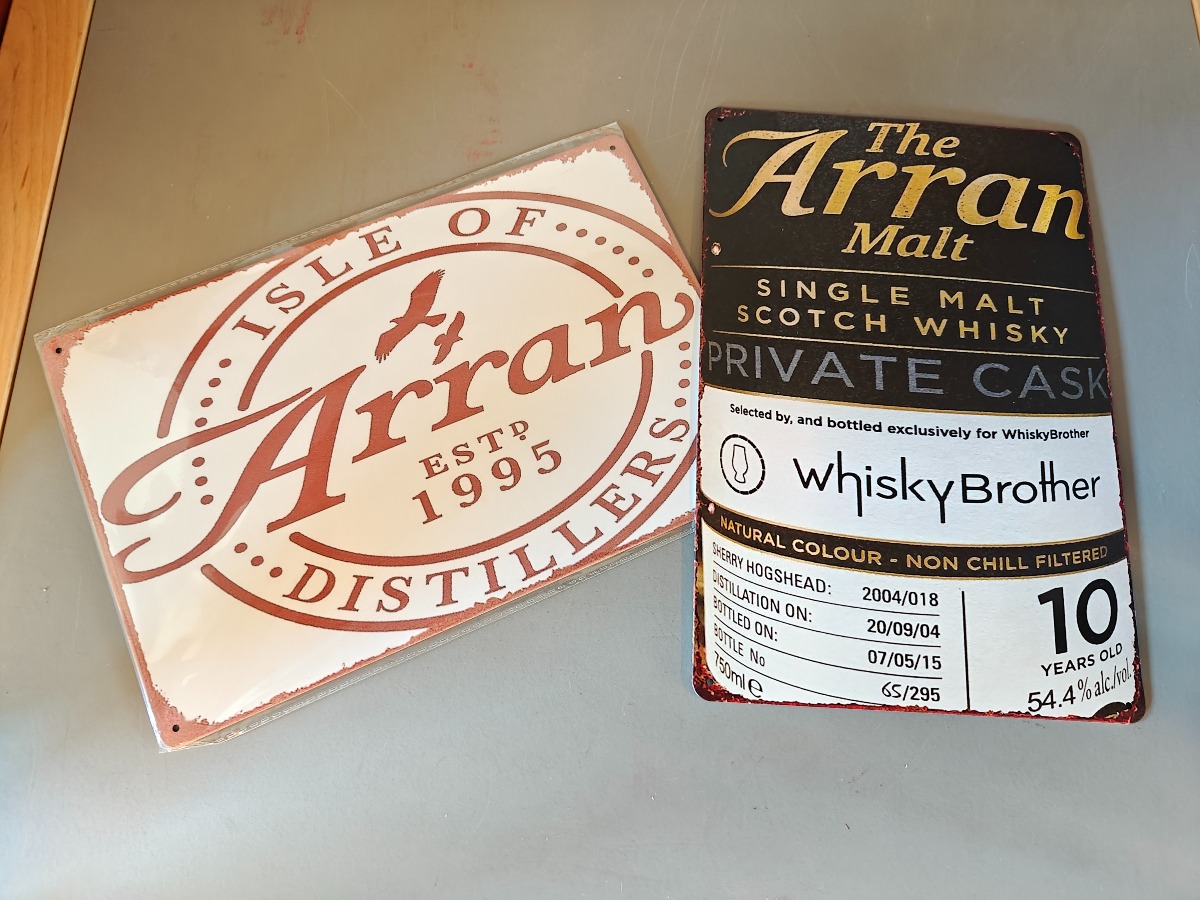 ISLE OF
Arran
ESTD
1995
DISTILLERS
The
Arran
Malt
SINGLE MALT
SCOTCH WHISKY
PRIVATE CASK
Selected by, and bottled exclusively for WhiskyBrother
whiskyBrother
NATURAL COLOUR - NON CHILL FILTERED
SHERRY HOGSHEAD: 2004/018
DISTILLATION ON: 20/09/04
BOTTLED ON: 07/05/15
BOTTLE No 65/295
750ml e
10
YEARS OLD
54.4% alc./vol.